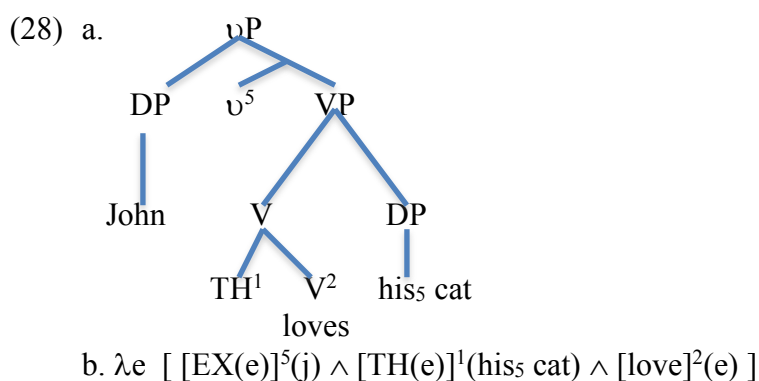 (28) a. υP
DP υ⁵ VP
John V DP
TH¹ V² his₅ cat
loves
b. λe [ [EX(e)]⁵(j) ∧ [TH(e)]¹(his₅ cat) ∧ [love]²(e) ]